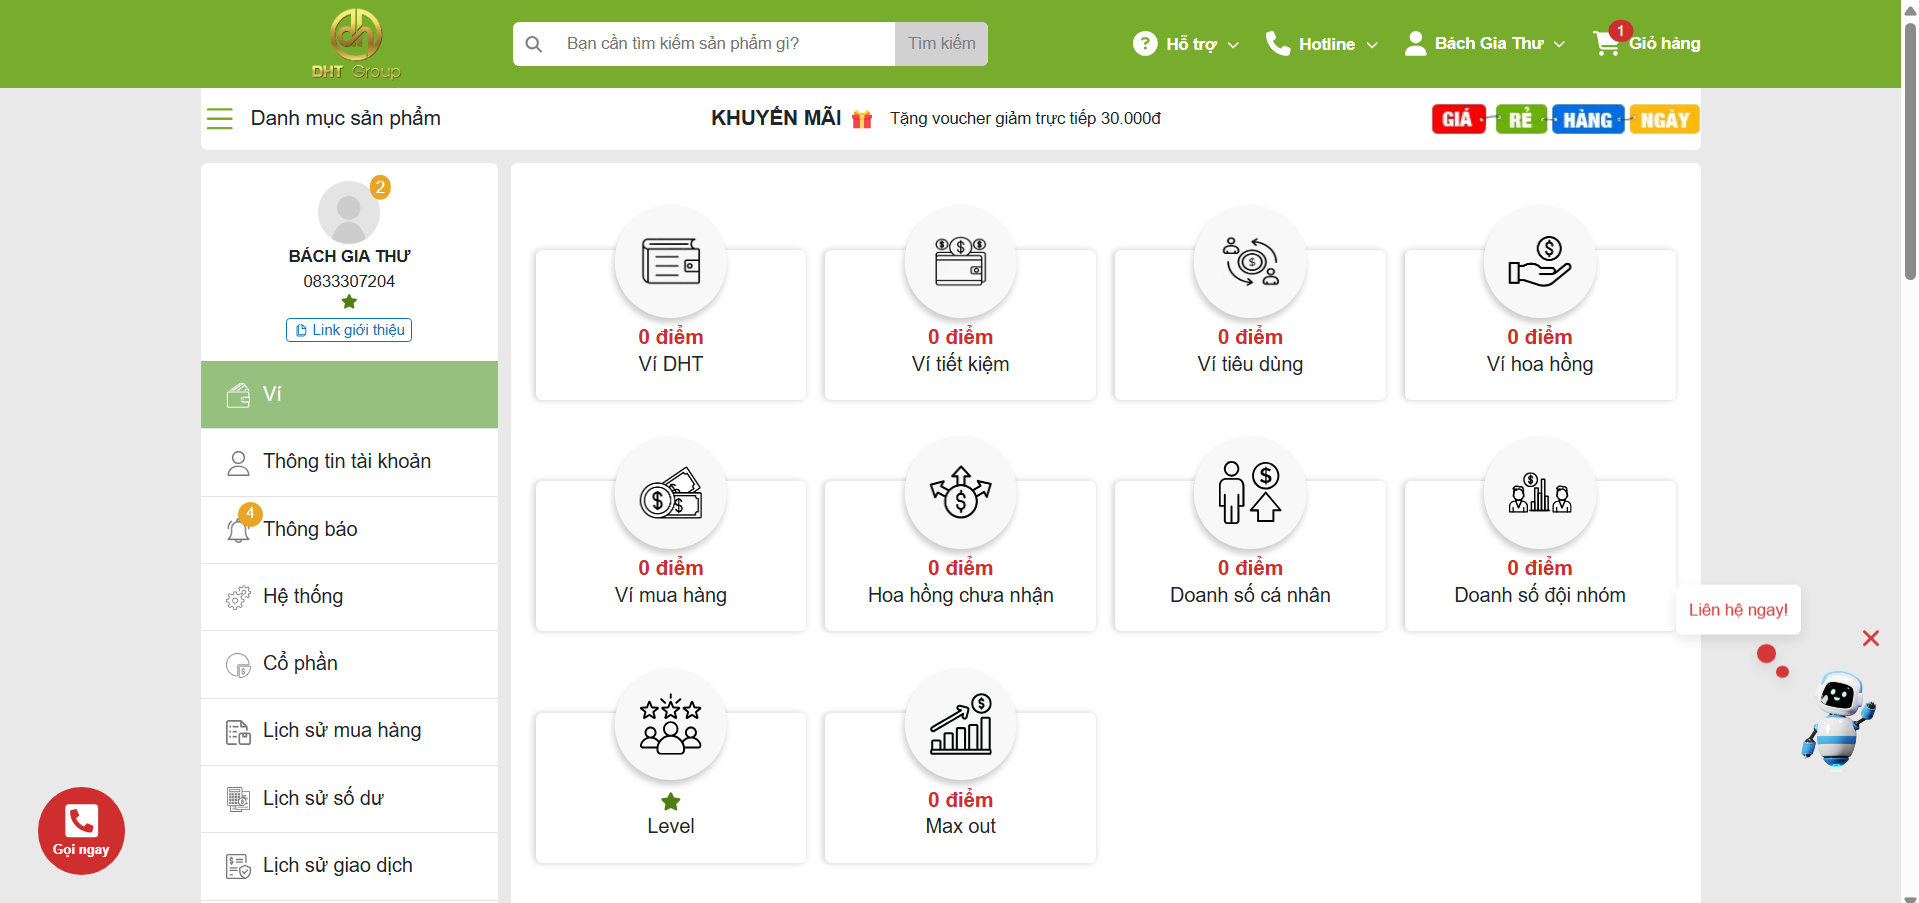 DHT Group
Bạn cần tìm kiếm sản phẩm gì?
Tìm kiếm
Hỗ trợ
Hotline
Bách Gia Thư
1
Giỏ hàng
Danh mục sản phẩm
KHUYẾN MÃI
Tặng voucher giảm trực tiếp 30.000đ
GIÁ RẺ HÀNG NGÀY
2
BÁCH GIA THƯ
0833307204
Link giới thiệu
Ví
Thông tin tài khoản
4
Thông báo
Hệ thống
Cổ phần
Lịch sử mua hàng
Lịch sử số dư
Lịch sử giao dịch
0 điểm
Ví DHT
0 điểm
Ví tiết kiệm
0 điểm
Ví tiêu dùng
0 điểm
Ví hoa hồng
0 điểm
Ví mua hàng
0 điểm
Hoa hồng chưa nhận
0 điểm
Doanh số cá nhân
0 điểm
Doanh số đội nhóm
Level
0 điểm
Max out
Liên hệ ngay!
Gọi ngay